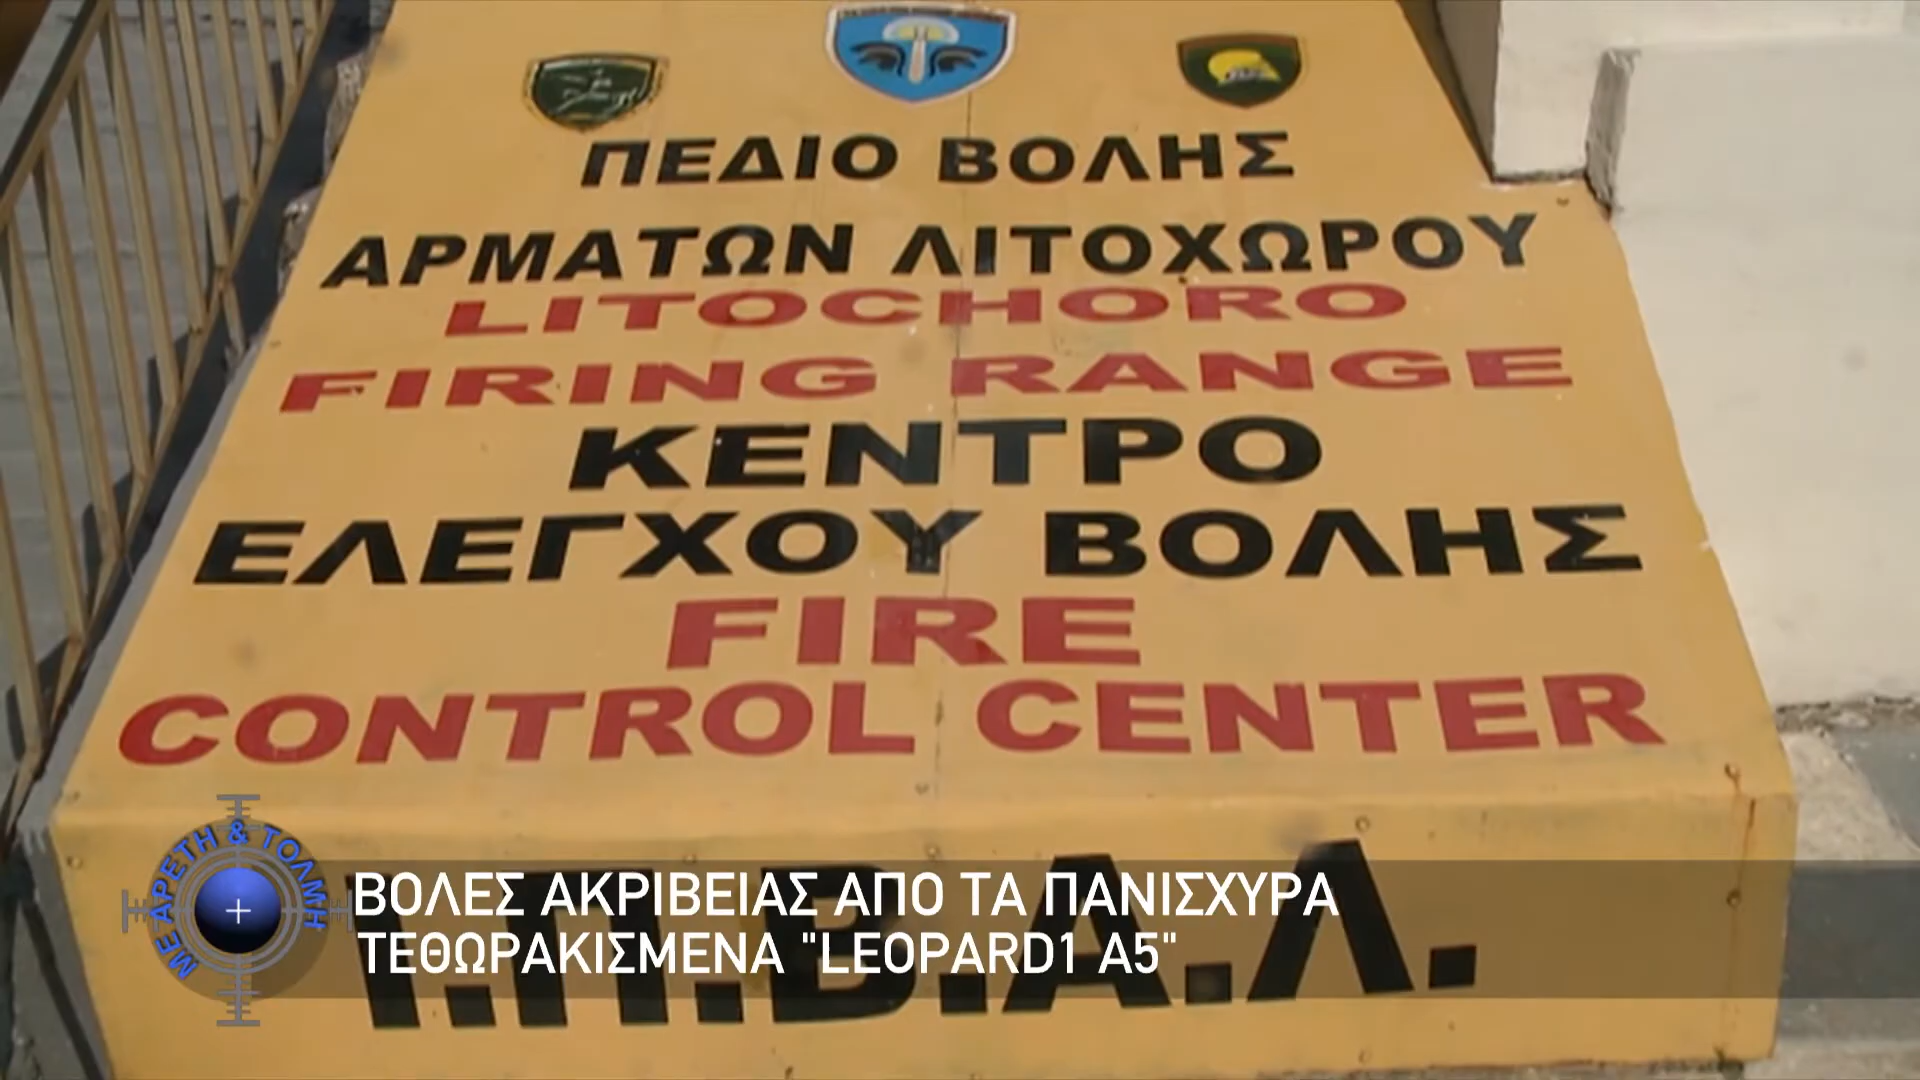 ΠΕΔΙΟ ΒΟΛΗΣ
ΑΡΜΑΤΩΝ ΛΙΤΟΧΩΡΟΥ
LITOCHORO
FIRING RANGE
ΚΕΝΤΡΟ
ΕΛΕΓΧΟΥ ΒΟΛΗΣ
FIRE
CONTROL CENTER
Π.Β.Α.Λ.
ΜΕ ΑΡΕΤΗ & ΤΟΛΜΗ
ΒΟΛΕΣ ΑΚΡΙΒΕΙΑΣ ΑΠΟ ΤΑ ΠΑΝΙΣΧΥΡΑ
ΤΕΘΩΡΑΚΙΣΜΕΝΑ "LEOPARD1 A5"